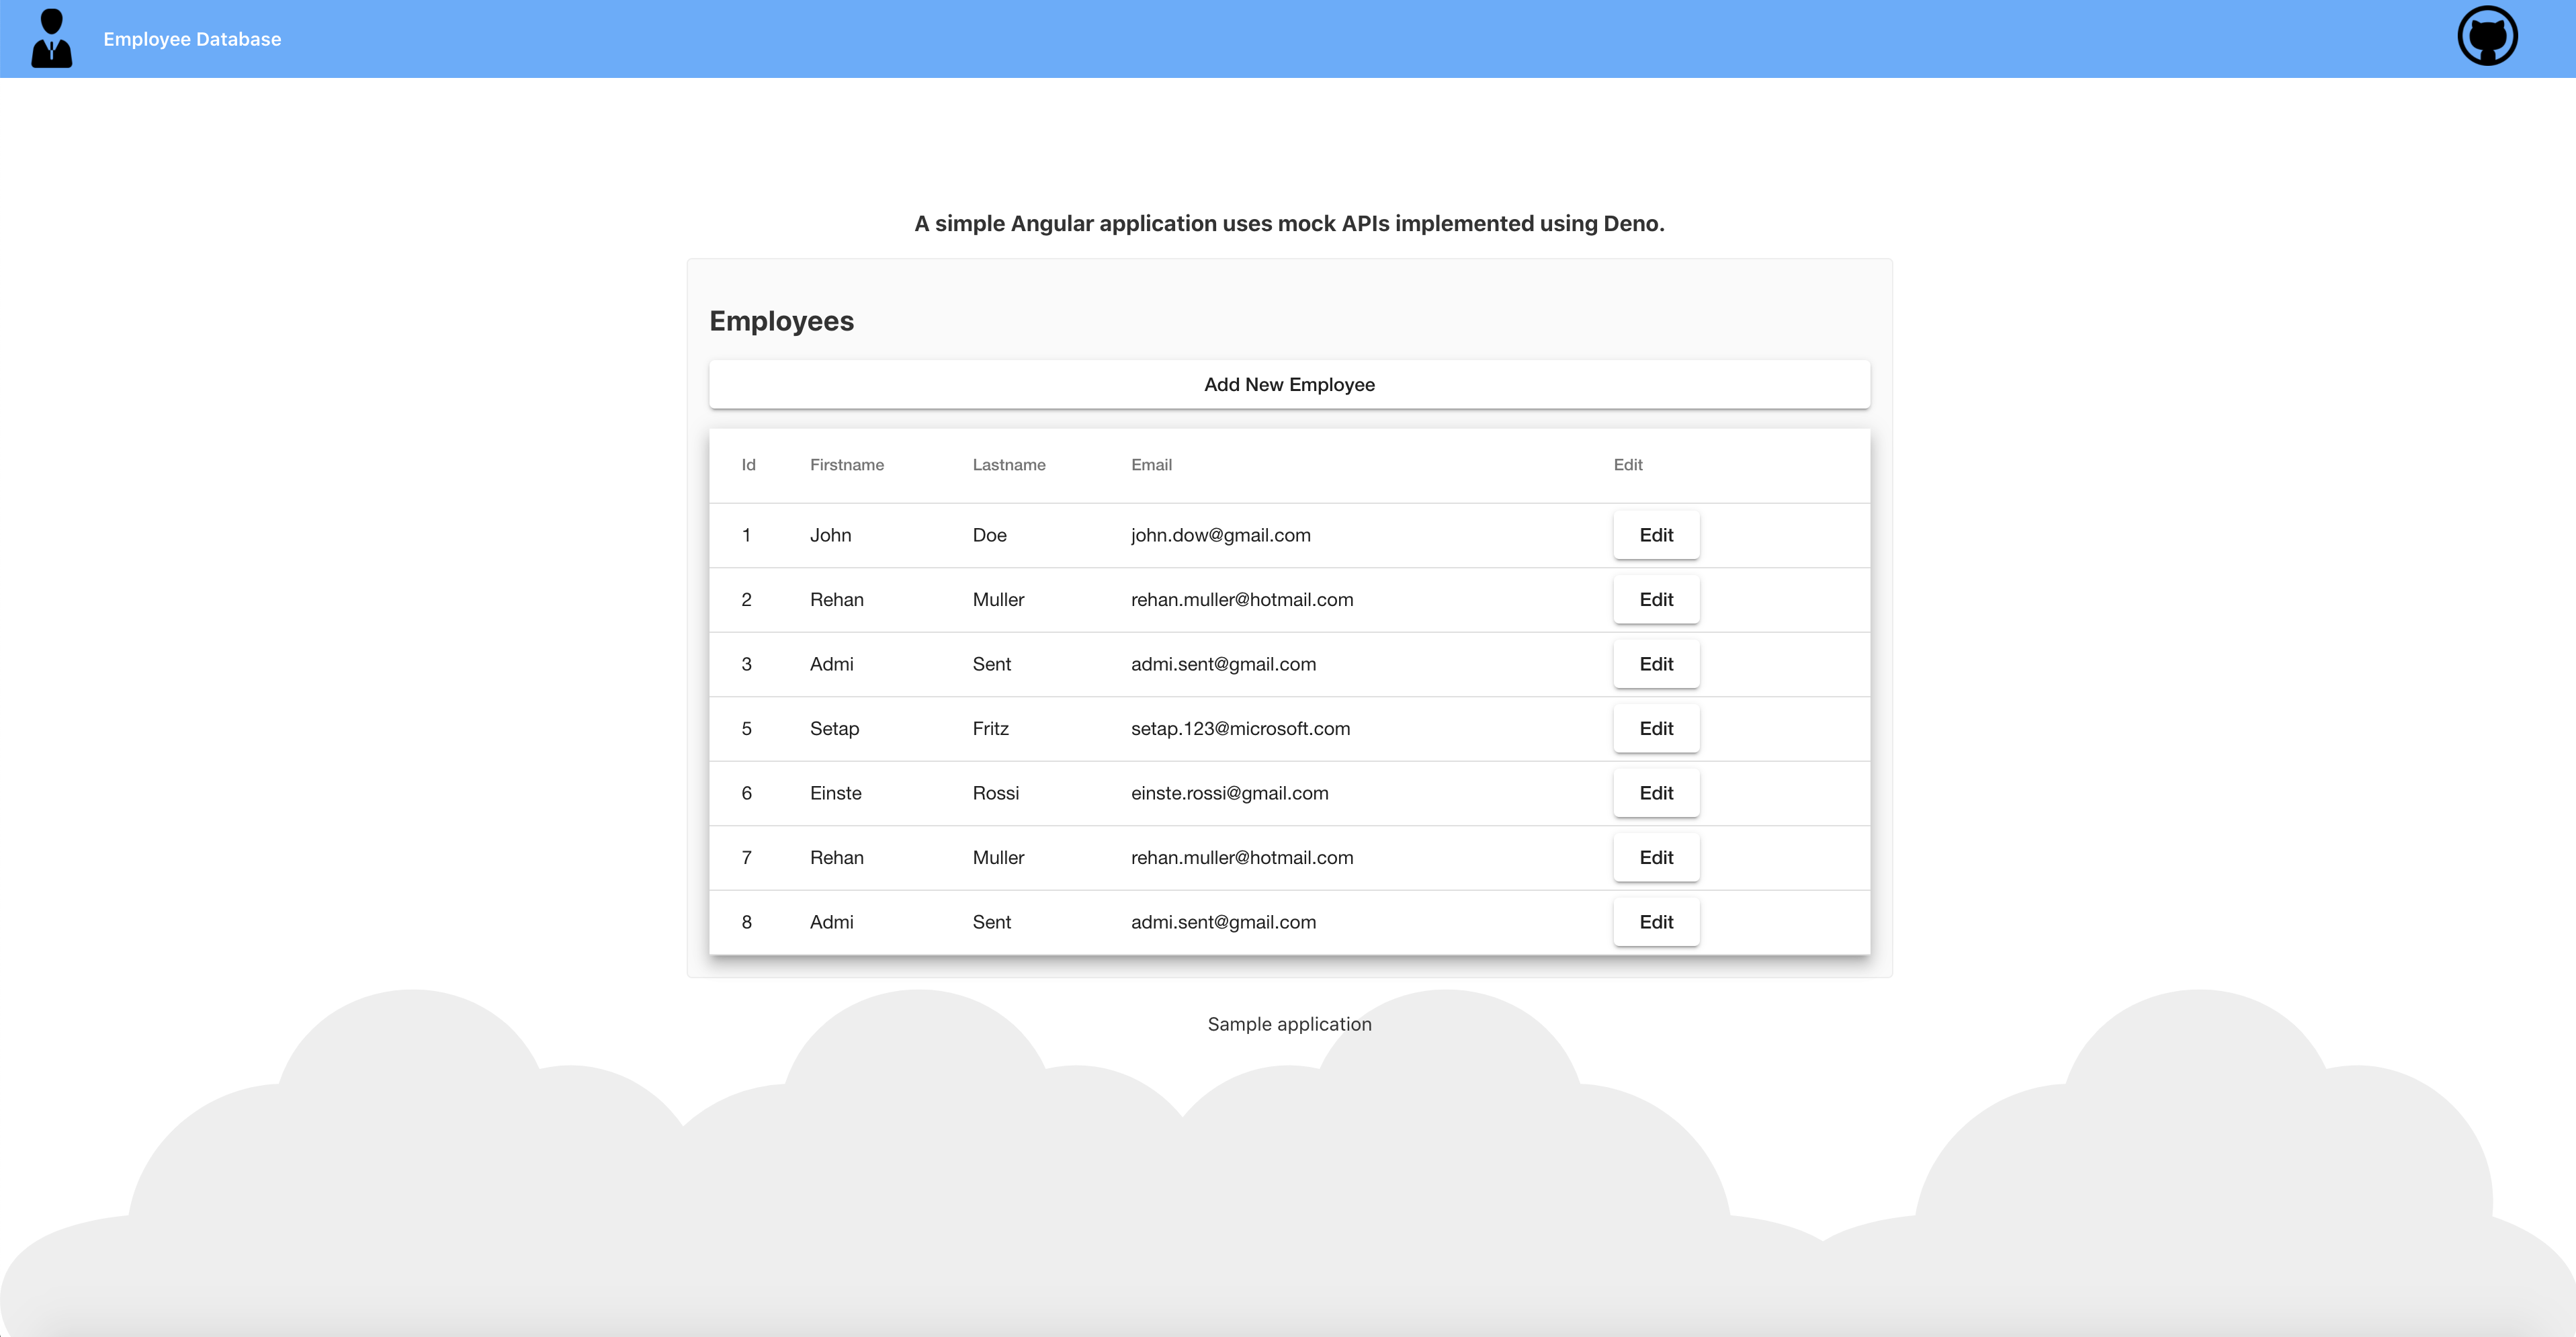 Employee Database
A simple Angular application uses mock APIs implemented using Deno.
Employees
Add New Employee
Id Firstname Lastname Email Edit
1 John Doe john.dow@gmail.com Edit
2 Rehan Muller rehan.muller@hotmail.com Edit
3 Admi Sent admi.sent@gmail.com Edit
5 Setap Fritz setap.123@microsoft.com Edit
6 Einste Rossi einste.rossi@gmail.com Edit
7 Rehan Muller rehan.muller@hotmail.com Edit
8 Admi Sent admi.sent@gmail.com Edit
Sample application